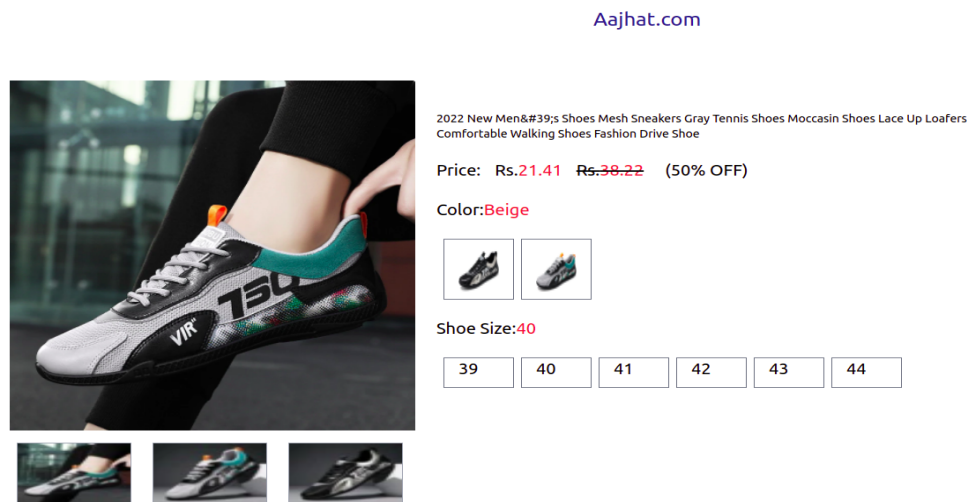 Aajhat.com
2022 New Men&#39;s Shoes Mesh Sneakers Gray Tennis Shoes Moccasin Shoes Lace Up Loafers
Comfortable Walking Shoes Fashion Drive Shoe
Price: Rs.21.41 Rs.38.22 (50% OFF)
Color:Beige
Shoe Size:40
39 40 41 42 43 44
150
VIR"